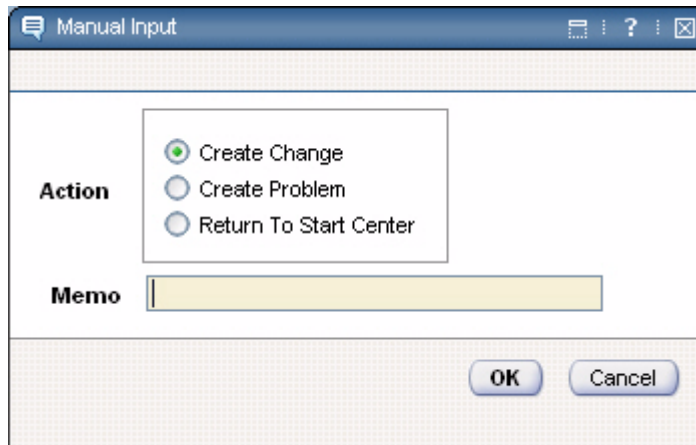 Manual Input
?
Action
Create Change
Create Problem
Return To Start Center
Memo
OK Cancel